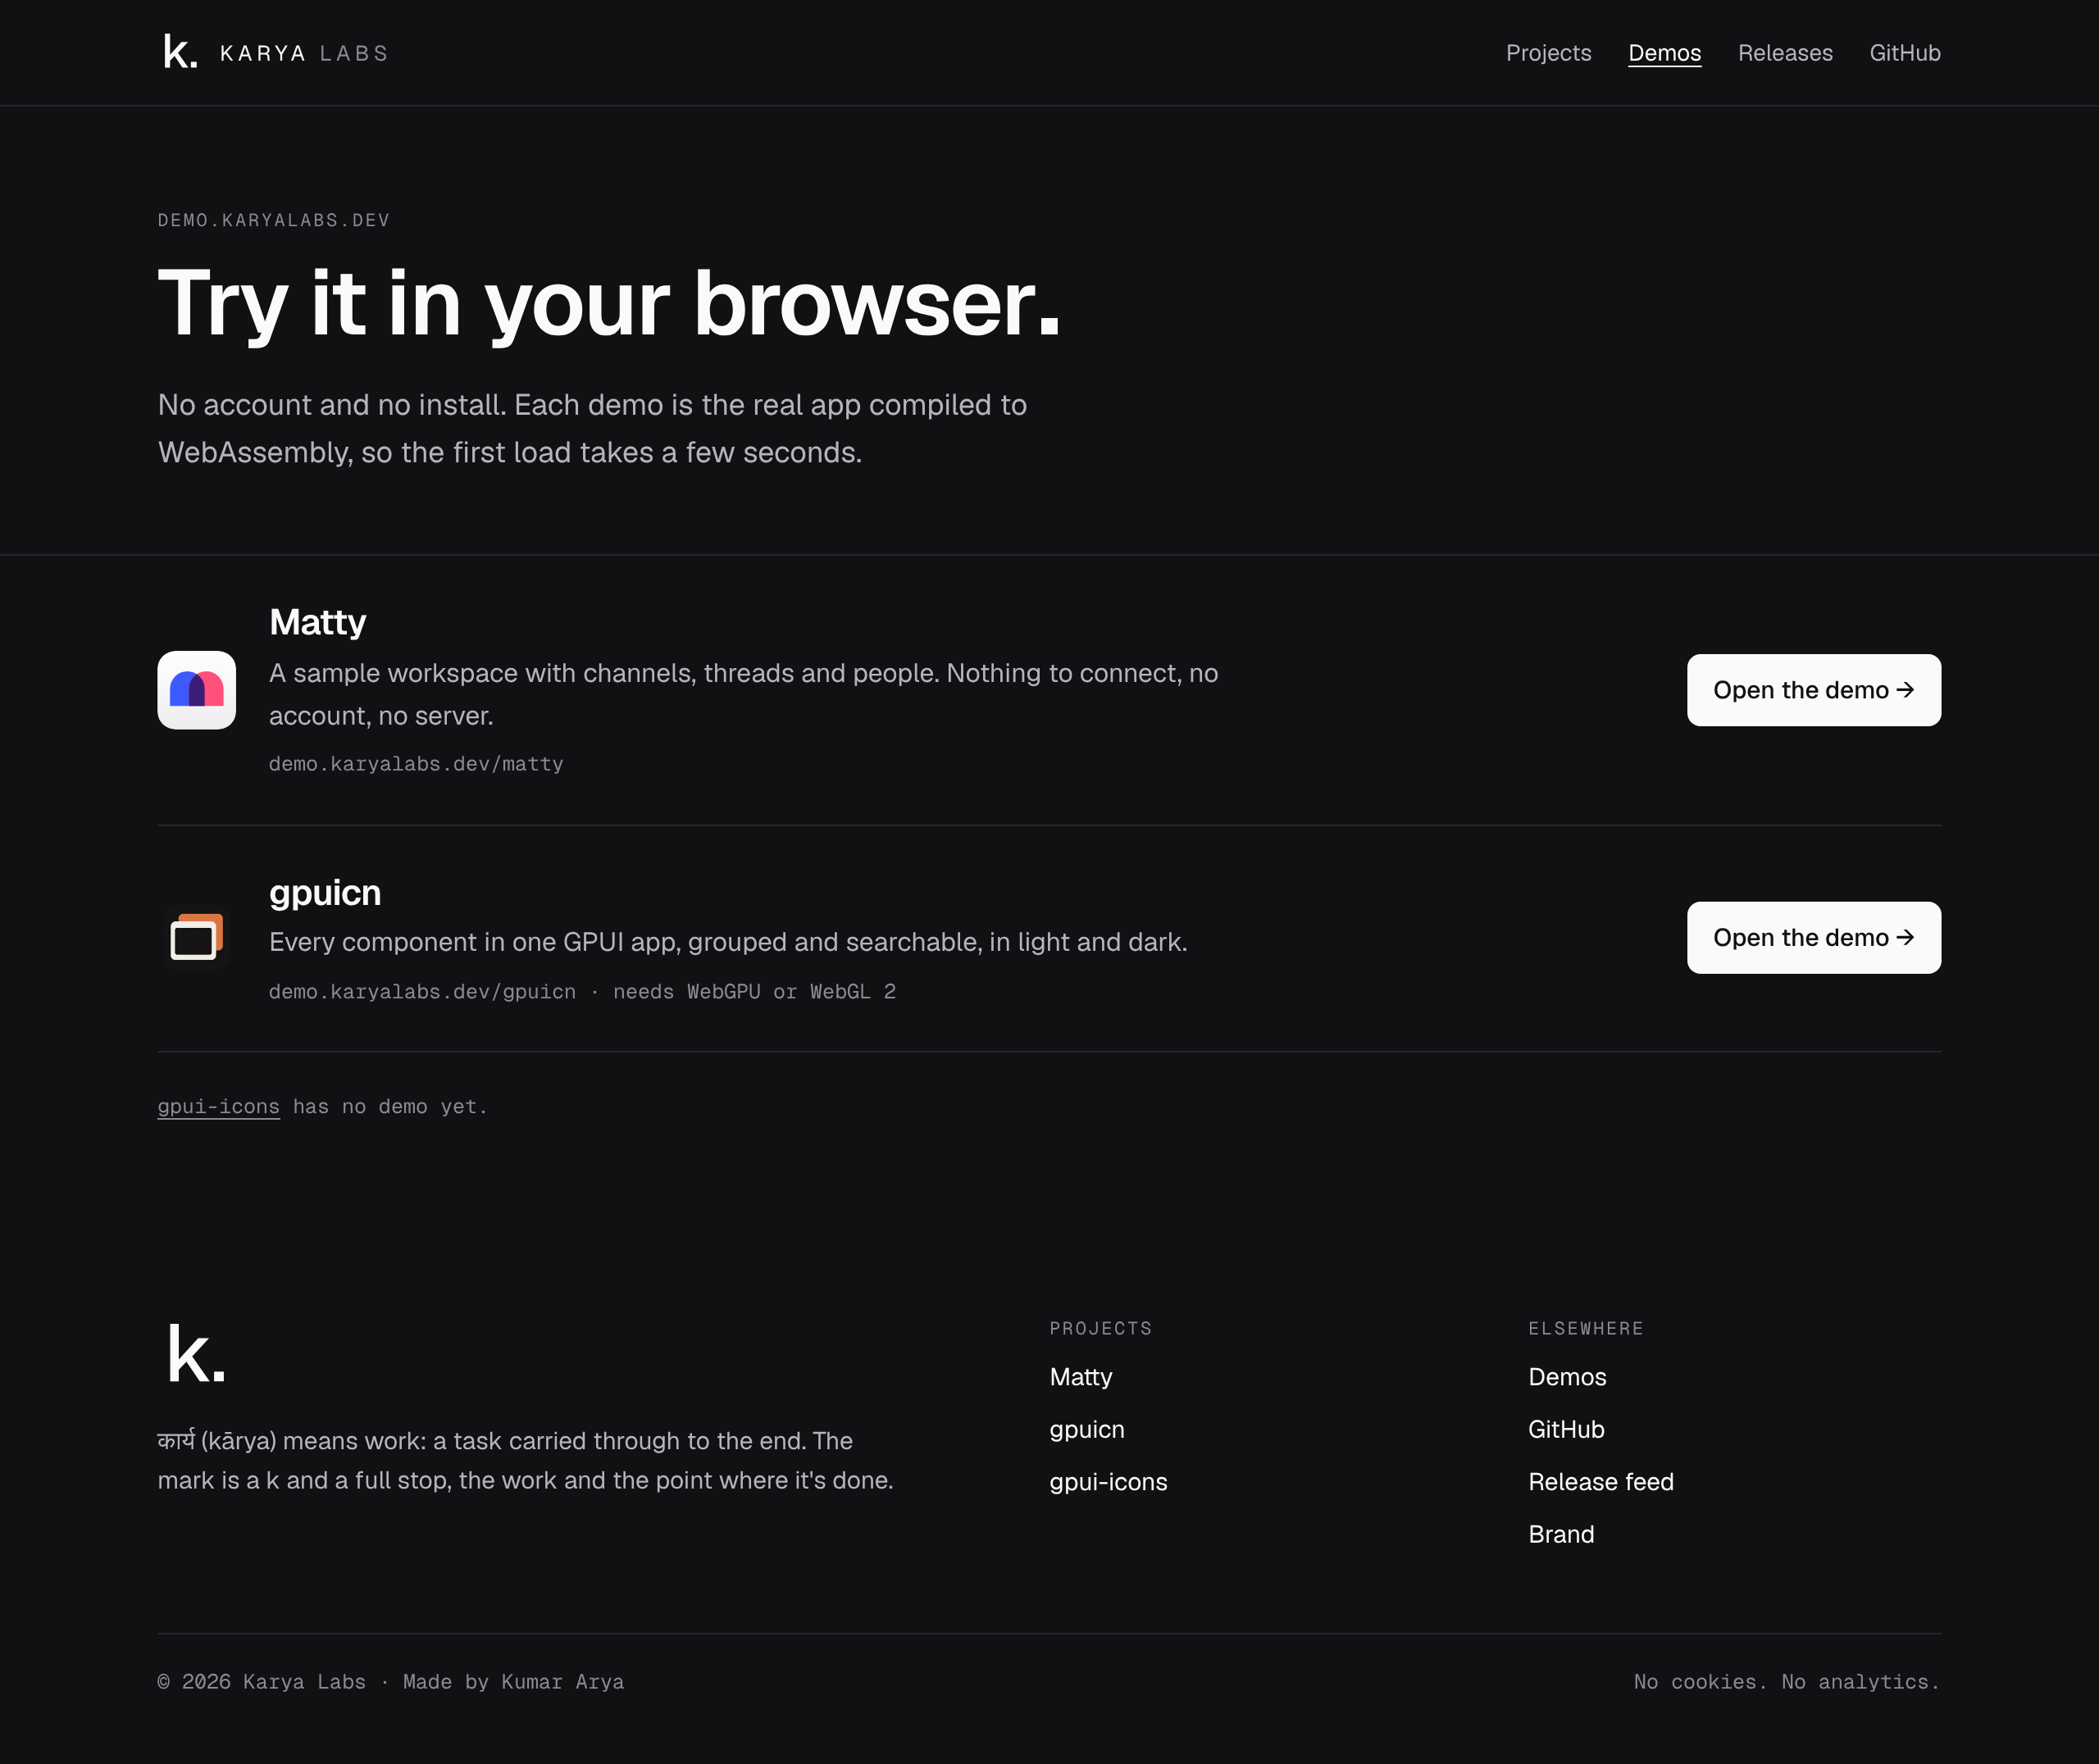 k. KARYA LABS
Projects Demos Releases GitHub
DEMO.KARYALABS.DEV
Try it in your browser.
No account and no install. Each demo is the real app compiled to
WebAssembly, so the first load takes a few seconds.
Matty
A sample workspace with channels, threads and people. Nothing to connect, no
account, no server.
demo.karyalabs.dev/matty
Open the demo →
gpuicn
Every component in one GPUI app, grouped and searchable, in light and dark.
demo.karyalabs.dev/gpuicn · needs WebGPU or WebGL 2
Open the demo →
gpui-icons has no demo yet.
k.
कार्य (kārya) means work: a task carried through to the end. The
mark is a k and a full stop, the work and the point where it's done.
PROJECTS
Matty
gpuicn
gpui-icons
ELSEWHERE
Demos
GitHub
Release feed
Brand
© 2026 Karya Labs · Made by Kumar Arya
No cookies. No analytics.